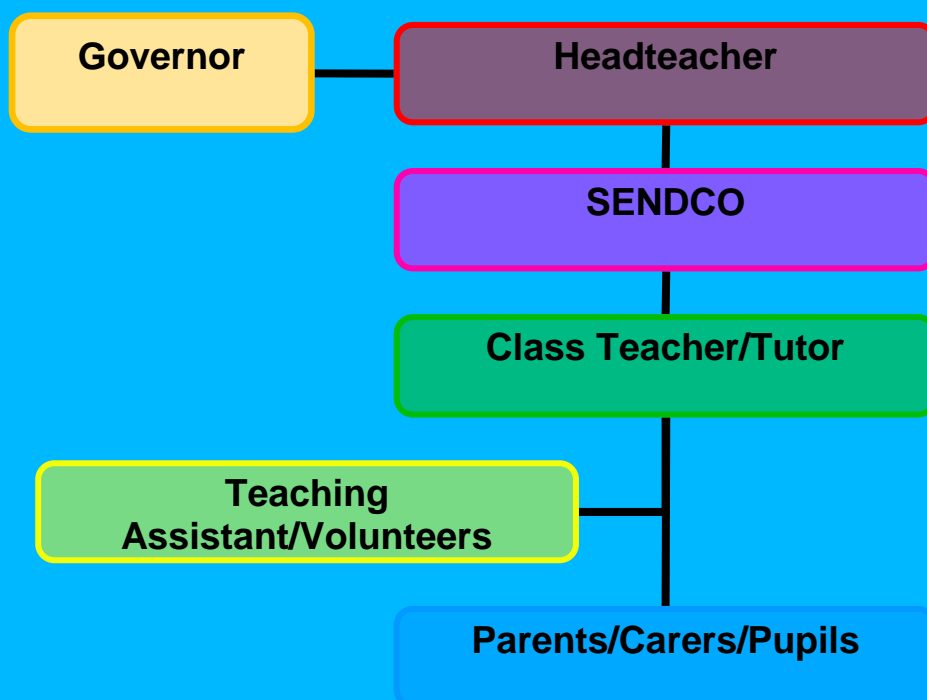 Governor
Headteacher
SENDCO
Class Teacher/Tutor
Teaching
Assistant/Volunteers
Parents/Carers/Pupils